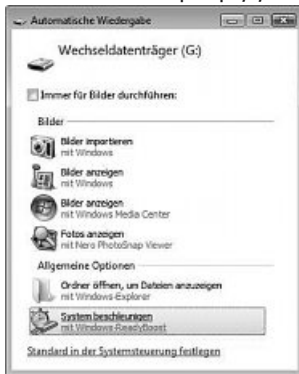 Automatische Wiedergabe
Wechseldatenträger (G:)
Immer für Bilder durchführen:
Bilder
Bilder importieren
mit Windows
Bilder anzeigen
mit Windows
Bilder anzeigen
mit Windows Media Center
Fotos anzeigen
mit Nero PhotoSnap Viewer
Allgemeine Optionen
Ordner öffnen, um Dateien anzuzeigen
mit Windows-Explorer
System beschleunigen
mit Windows-ReadyBoost
Standard in der Systemsteuerung festlegen